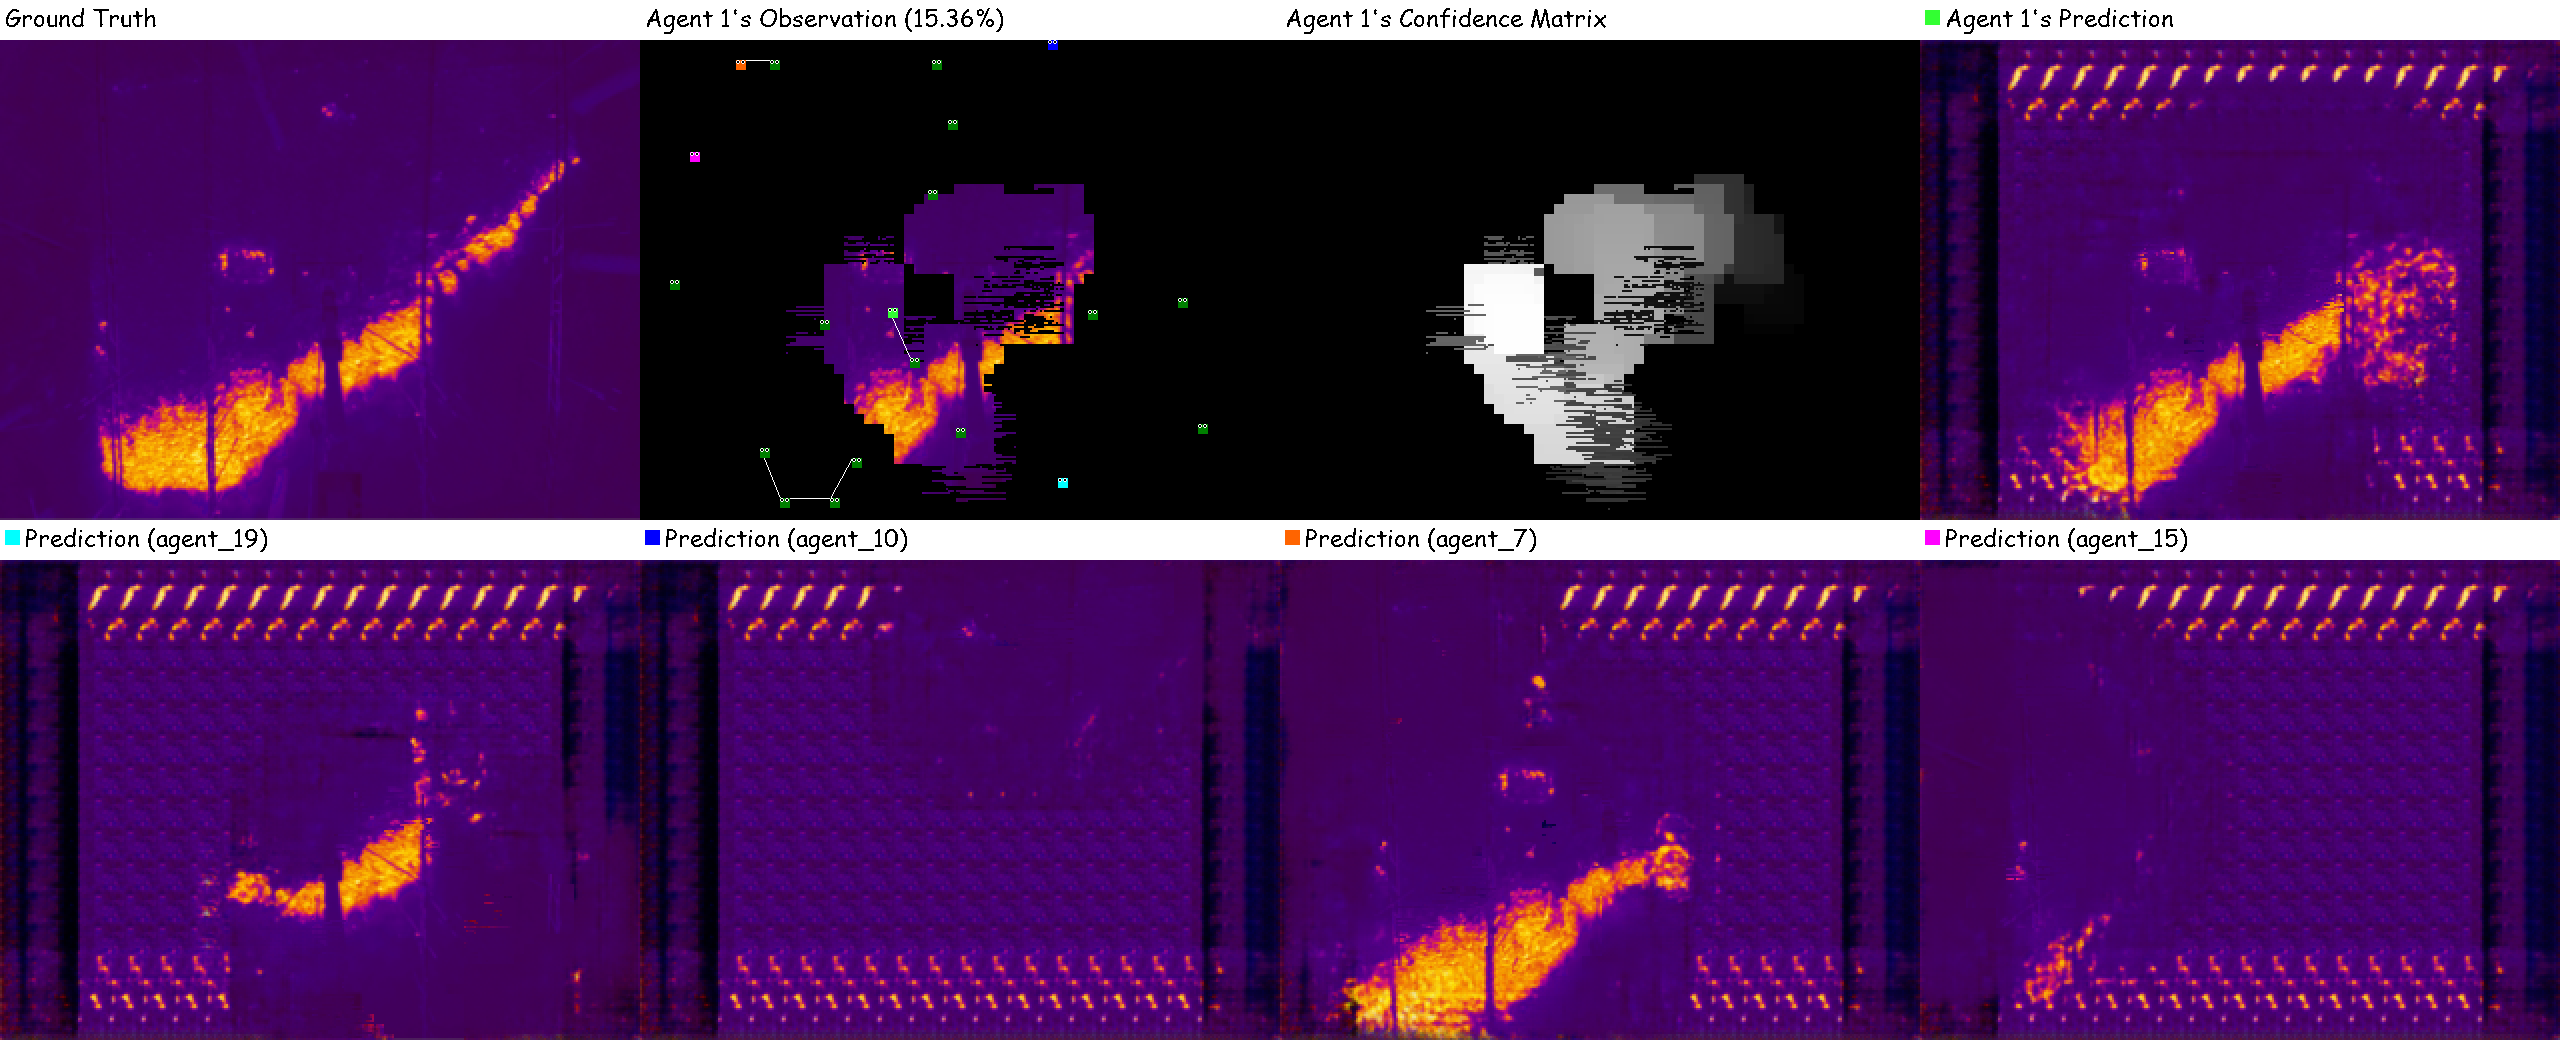 Ground Truth
Agent 1's Observation (15.36%)
Agent 1's Confidence Matrix
Agent 1's Prediction
Prediction (agent_19)
Prediction (agent_10)
Prediction (agent_7)
Prediction (agent_15)